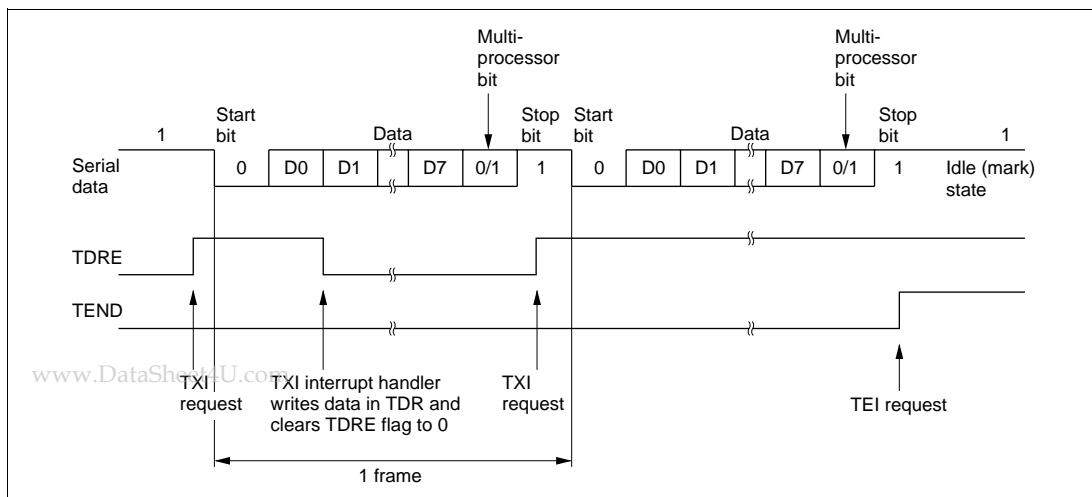 Multi-
processor
bit
Multi-
processor
bit
1
Start
bit
Data
Stop
bit
Start
bit
Data
Stop
bit
1
Serial
data
0 D0 D1 D7 0/1 1 0 D0 D1 D7 0/1 1
Idle (mark)
state
TDRE
TEND
www.DataSheet4U.com
TXI
request
TXI interrupt handler
writes data in TDR and
clears TDRE flag to 0
TXI
request
TEI request
1 frame